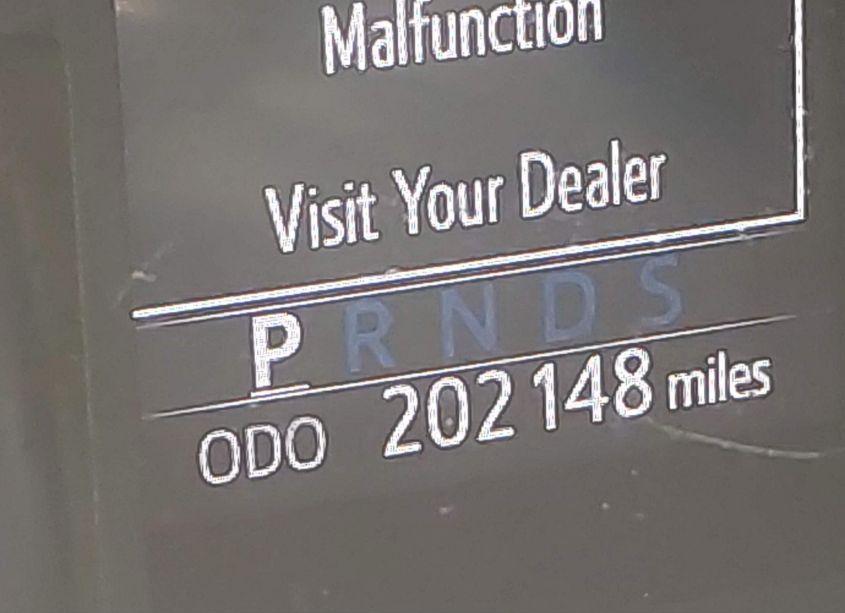 Malfunction
Visit Your Dealer
P R N D S
ODO 202148 miles